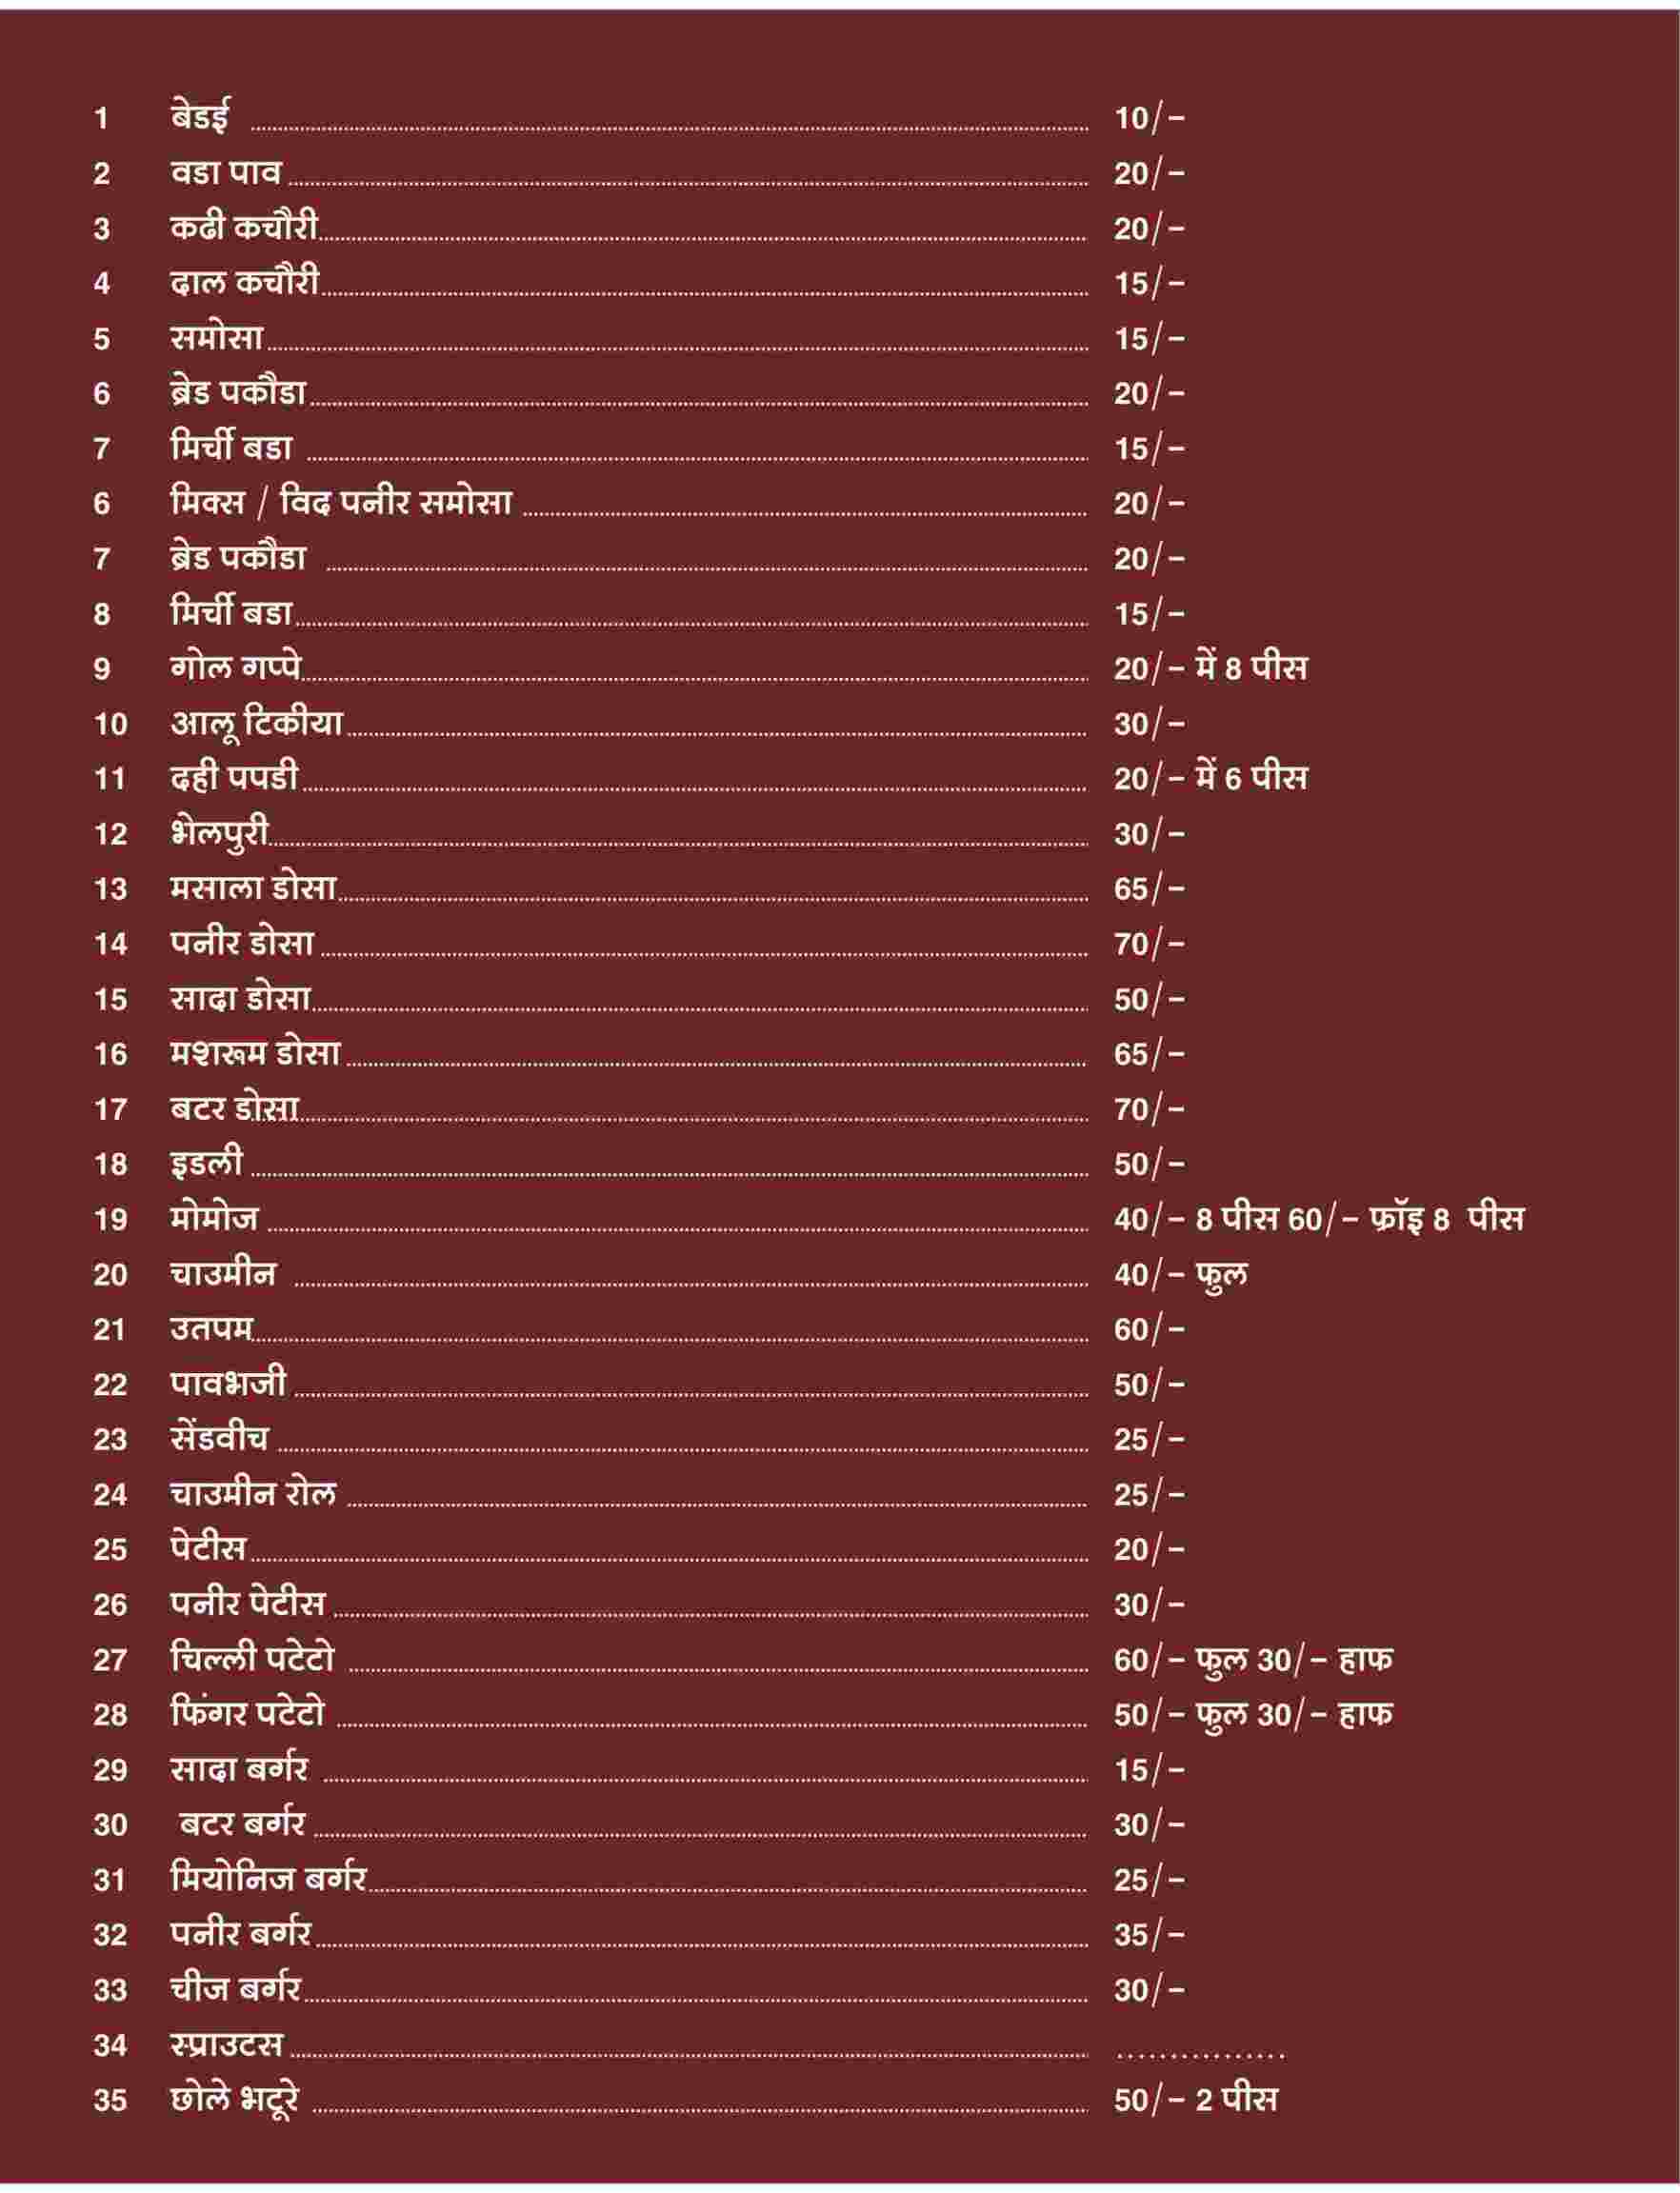 1 बेडई ........ 10/-
2 वडा पाव ........ 20/-
3 कढी कचौरी ........ 20/-
4 दाल कचौरी ........ 15/-
5 समोसा ........ 15/-
6 ब्रेड पकौडा ........ 20/-
7 मिर्ची बडा ........ 15/-
6 मिक्स / विद पनीर समोसा ........ 20/-
7 ब्रेड पकौडा ........ 20/-
8 मिर्ची बडा ........ 15/-
9 गोल गप्पे ........ 20/- में 8 पीस
10 आलू टिकीया ........ 30/-
11 दही पपडी ........ 20/- में 6 पीस
12 भेलपुरी ........ 30/-
13 मसाला डोसा ........ 65/-
14 पनीर डोसा ........ 70/-
15 सादा डोसा ........ 50/-
16 मशरूम डोसा ........ 65/-
17 बटर डोसा ........ 70/-
18 इडली ........ 50/-
19 मोमोज ........ 40/- 8 पीस 60/- फ्रॉइ 8 पीस
20 चाउमीन ........ 40/- फुल
21 उतपम ........ 60/-
22 पावभजी ........ 50/-
23 सेंडवीच ........ 25/-
24 चाउमीन रोल ........ 25/-
25 पेटीस ........ 20/-
26 पनीर पेटीस ........ 30/-
27 चिल्ली पटेटो ........ 60/- फुल 30/- हाफ
28 फिंगर पटेटो ........ 50/- फुल 30/- हाफ
29 सादा बर्गर ........ 15/-
30 बटर बर्गर ........ 30/-
31 मियोनिज बर्गर ........ 25/-
32 पनीर बर्गर ........ 35/-
33 चीज बर्गर ........ 30/-
34 स्प्राउटस ........ ................
35 छोले भटूरे ........ 50/- 2 पीस